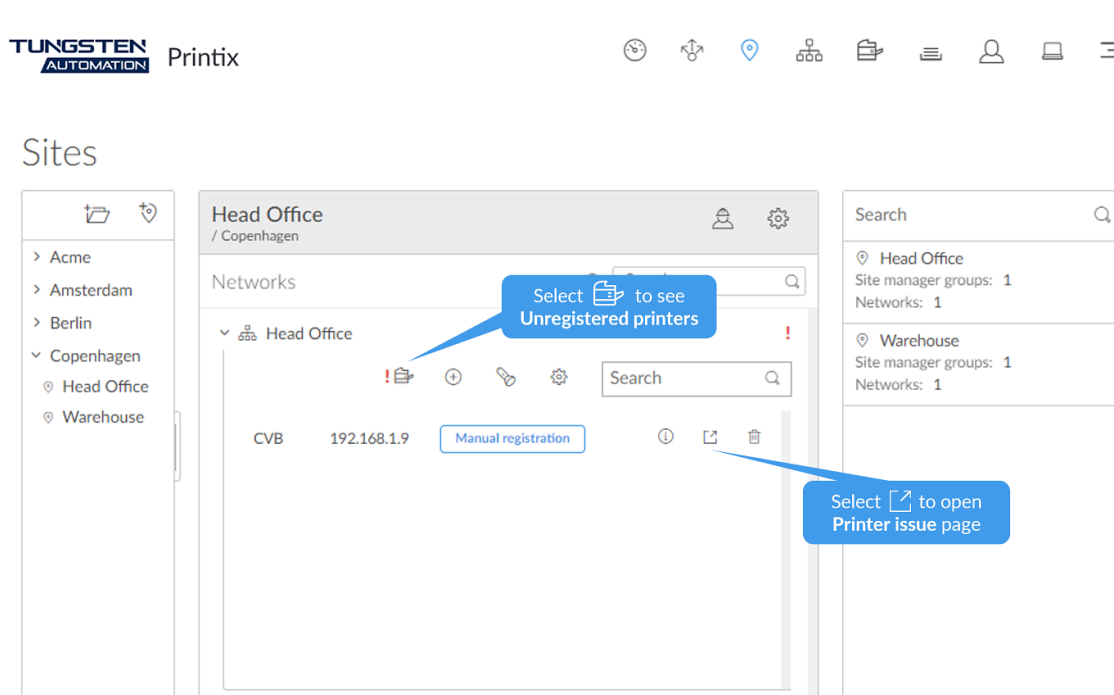 TUNGSTEN
AUTOMATION
Printix
Sites
Head Office
/ Copenhagen
Networks
Acme
Amsterdam
Berlin
Copenhagen
Head Office
Warehouse
Select to see
Unregistered printers
Head Office
!
!
Search
CVB 192.168.1.9 Manual registration
Select to open
Printer issue page
Search
Head Office
Site manager groups: 1
Networks: 1
Warehouse
Site manager groups: 1
Networks: 1